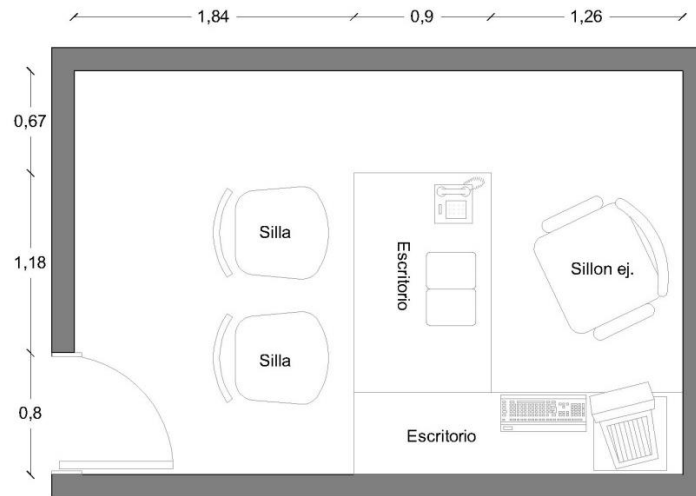 1,84
0,9
1,26
0,67
1,18
0,8
Silla
Silla
Escritorio
Sillon ej.
Escritorio